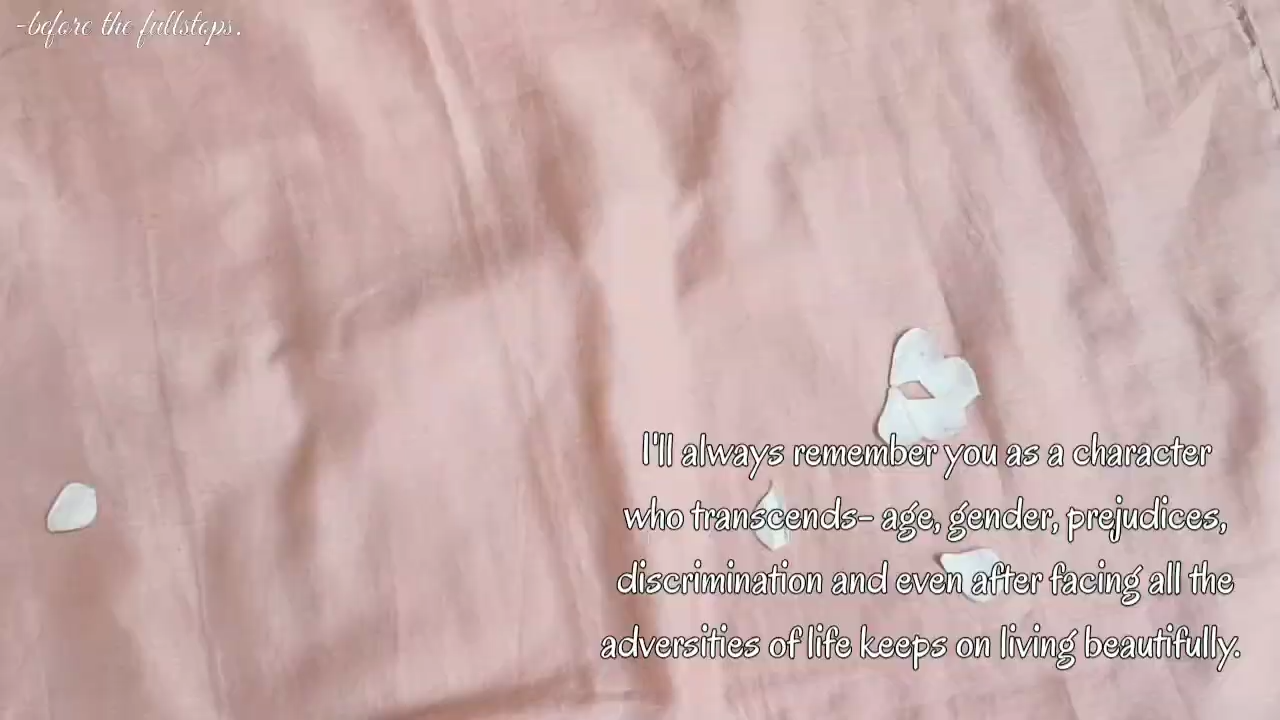 -before the fullstops.
I'll always remember you as a character
who transcends- age, gender, prejudices,
discrimination and even after facing all the
adversities of life keeps on living beautifully.